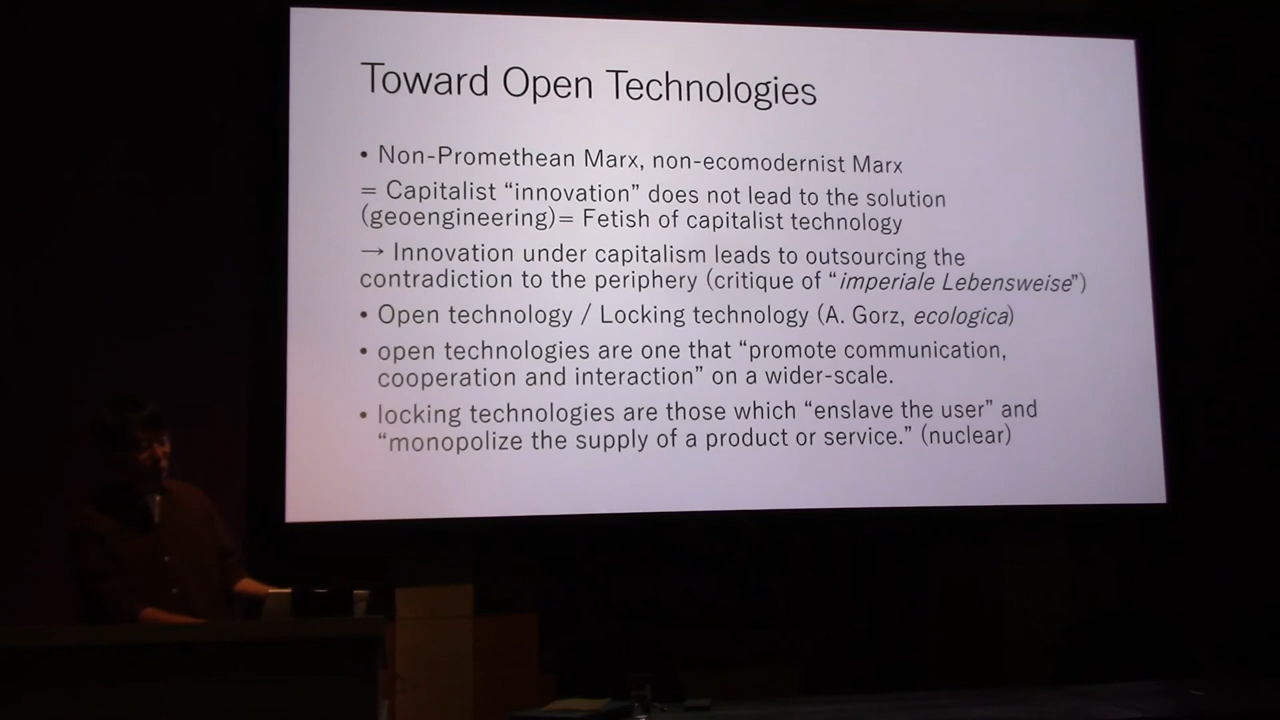 Toward Open Technologies
• Non-Promethean Marx, non-ecomodernist Marx
= Capitalist “innovation” does not lead to the solution
(geoengineering)= Fetish of capitalist technology
→ Innovation under capitalism leads to outsourcing the
contradiction to the periphery (critique of “imperiale Lebensweise”)
• Open technology / Locking technology (A. Gorz, ecologica)
• open technologies are one that “promote communication,
cooperation and interaction” on a wider-scale.
• locking technologies are those which “enslave the user” and
“monopolize the supply of a product or service.” (nuclear)